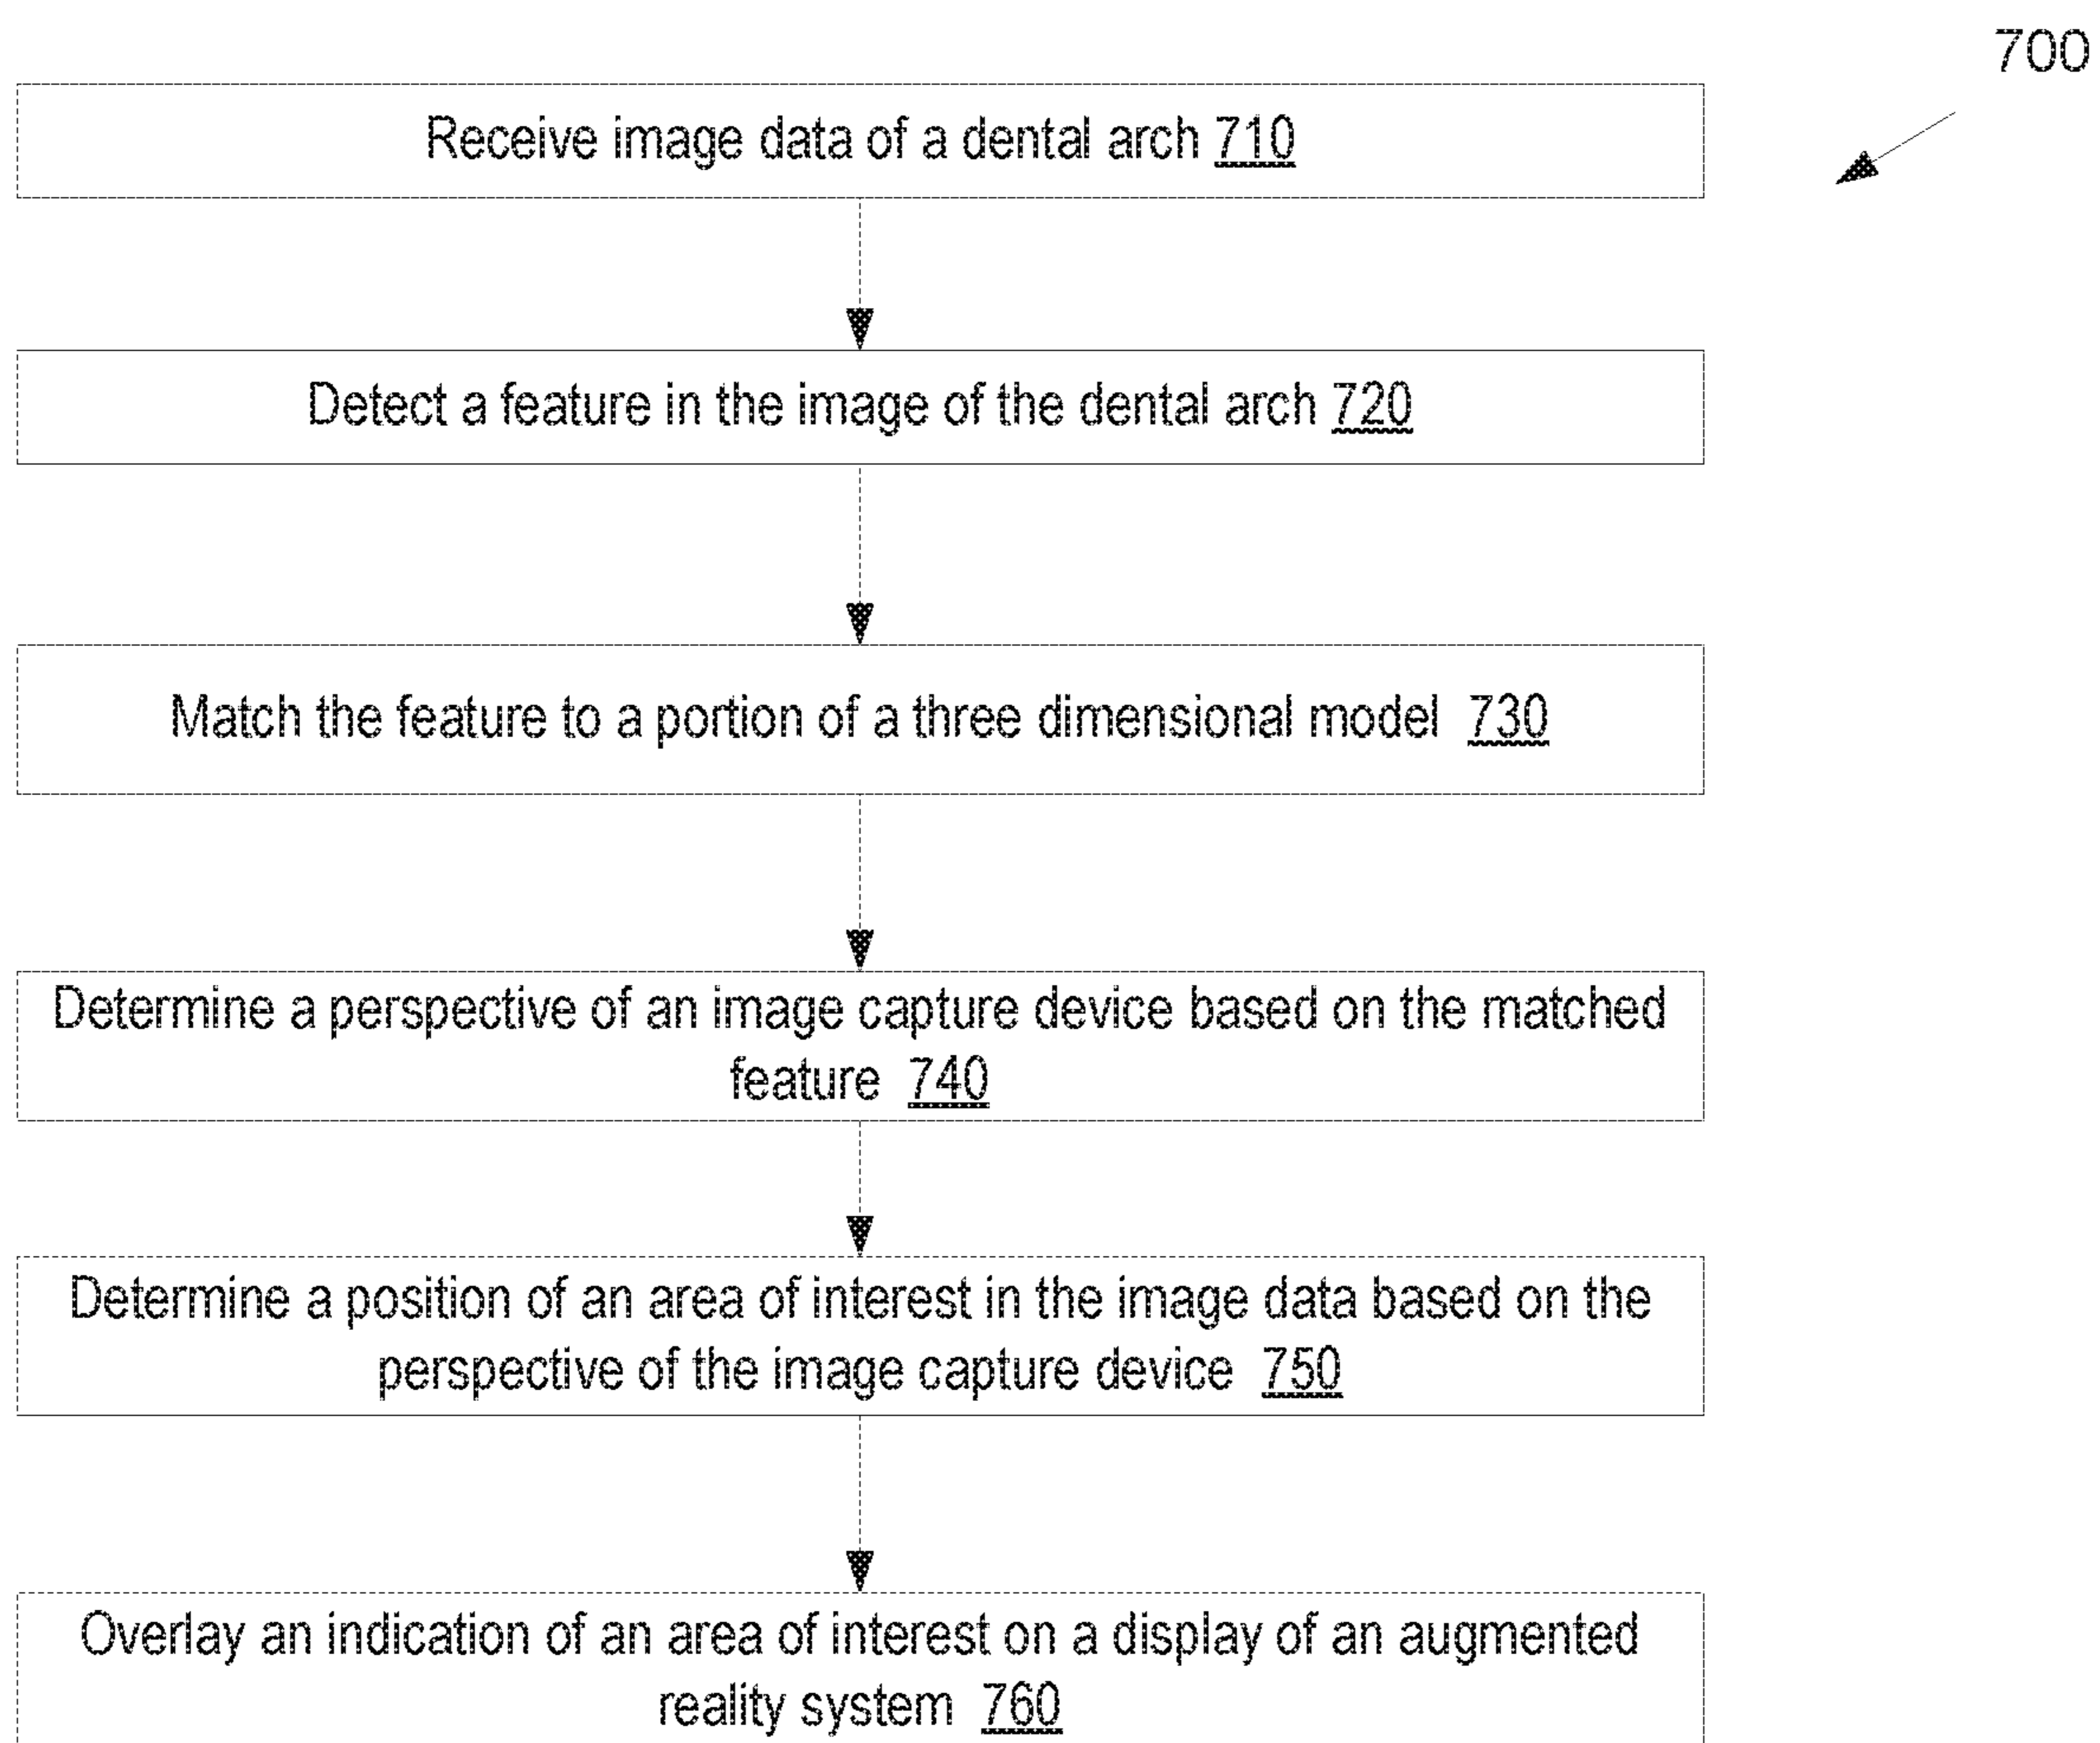 700
Receive image data of a dental arch 710
Detect a feature in the image of the dental arch 720
Match the feature to a portion of a three dimensional model 730
Determine a perspective of an image capture device based on the matched
feature 740
Determine a position of an area of interest in the image data based on the
perspective of the image capture device 750
Overlay an indication of an area of interest on a display of an augmented
reality system 760